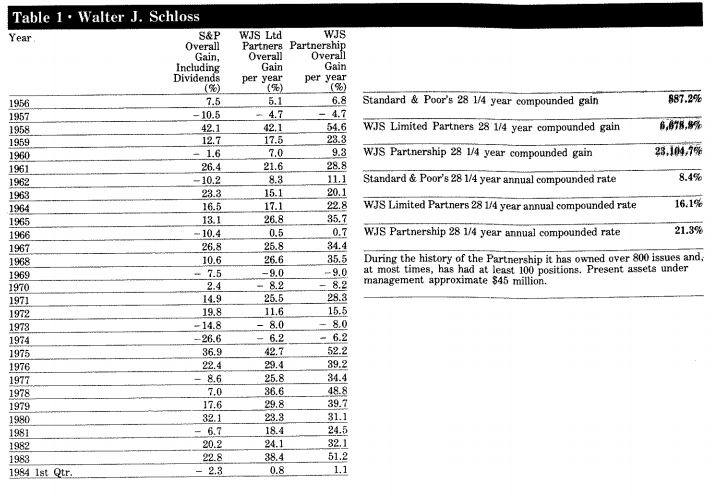 Table 1 • Walter J. Schloss
Year
S&P Overall Gain, Including Dividends (%)
WJS Ltd Partners Overall Gain per year (%)
WJS Partnership Overall Gain per year (%)
1956 7.5 5.1 6.8
1957 –10.5 – 4.7 – 4.7
1958 42.1 42.1 54.6
1959 12.7 17.5 23.3
1960 – 1.6 7.0 9.3
1961 26.4 21.6 28.8
1962 –10.2 8.3 11.1
1963 23.3 15.1 20.1
1964 16.5 17.1 22.8
1965 13.1 26.8 35.7
1966 –10.4 0.5 0.7
1967 26.8 25.8 34.4
1968 10.6 26.6 35.5
1969 – 7.5 –9.0 –9.0
1970 2.4 – 8.2 – 8.2
1971 14.9 25.5 28.3
1972 19.8 11.6 15.5
1973 –14.8 – 8.0 – 8.0
1974 –26.6 – 6.2 – 6.2
1975 36.9 42.7 52.2
1976 22.4 29.4 39.2
1977 – 8.6 25.8 34.4
1978 7.0 36.6 48.8
1979 17.6 29.8 39.7
1980 32.1 23.3 31.1
1981 – 6.7 18.4 24.5
1982 20.2 24.1 32.1
1983 22.8 38.4 51.2
1984 1st Qtr. – 2.3 0.8 1.1
Standard & Poor's 28 1/4 year compounded gain 887.2%
WJS Limited Partners 28 1/4 year compounded gain 6,678.8%
WJS Partnership 28 1/4 year compounded gain 23,104.7%
Standard & Poor's 28 1/4 year annual compounded rate 8.4%
WJS Limited Partners 28 1/4 year annual compounded rate 16.1%
WJS Partnership 28 1/4 year annual compounded rate 21.3%
During the history of the Partnership it has owned over 800 issues and,
at most times, has had at least 100 positions. Present assets under
management approximate $45 million.